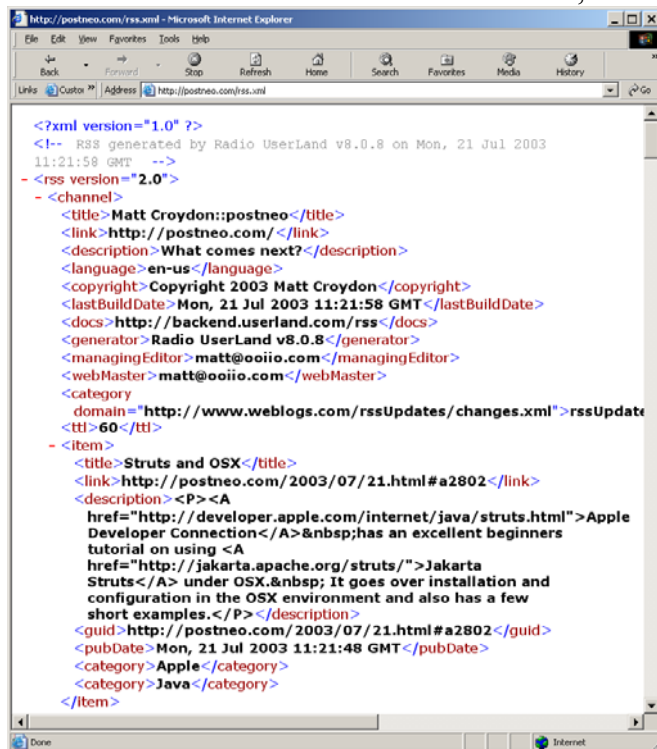 http://postneo.com/rss.xml - Microsoft Internet Explorer
File Edit View Favorites Tools Help
Back Forward Stop Refresh Home Search Favorites Media History
Links Custor » Address http://postneo.com/rss.xml Go
<?xml version="1.0" ?>
<!-- RSS generated by Radio UserLand v8.0.8 on Mon, 21 Jul 2003
11:21:58 GMT -->
- <rss version="2.0">
- <channel>
<title>Matt Croydon::postneo</title>
<link>http://postneo.com/</link>
<description>What comes next?</description>
<language>en-us</language>
<copyright>Copyright 2003 Matt Croydon</copyright>
<lastBuildDate>Mon, 21 Jul 2003 11:21:58 GMT</lastBuildDate>
<docs>http://backend.userland.com/rss</docs>
<generator>Radio UserLand v8.0.8</generator>
<managingEditor>matt@ooiio.com</managingEditor>
<webMaster>matt@ooiio.com</webMaster>
<category
domain="http://www.weblogs.com/rssUpdates/changes.xml">rssUpdate
<ttl>60</ttl>
- <item>
<title>Struts and OSX</title>
<link>http://postneo.com/2003/07/21.html#a2802</link>
<description><P><A
href="http://developer.apple.com/internet/java/struts.html">Apple
Developer Connection</A>&nbsp;has an excellent beginners
tutorial on using <A
href="http://jakarta.apache.org/struts/">Jakarta
Struts</A> under OSX.&nbsp; It goes over installation and
configuration in the OSX environment and also has a few
short examples.</P></description>
<guid>http://postneo.com/2003/07/21.html#a2802</guid>
<pubDate>Mon, 21 Jul 2003 11:21:48 GMT</pubDate>
<category>Apple</category>
<category>Java</category>
</item>
Done Internet